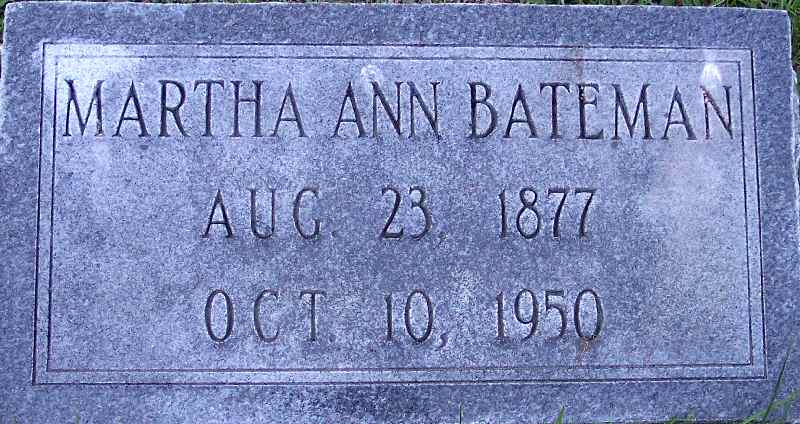 MARTHA ANN BATEMAN
AUG. 23, 1877
OCT. 10, 1950